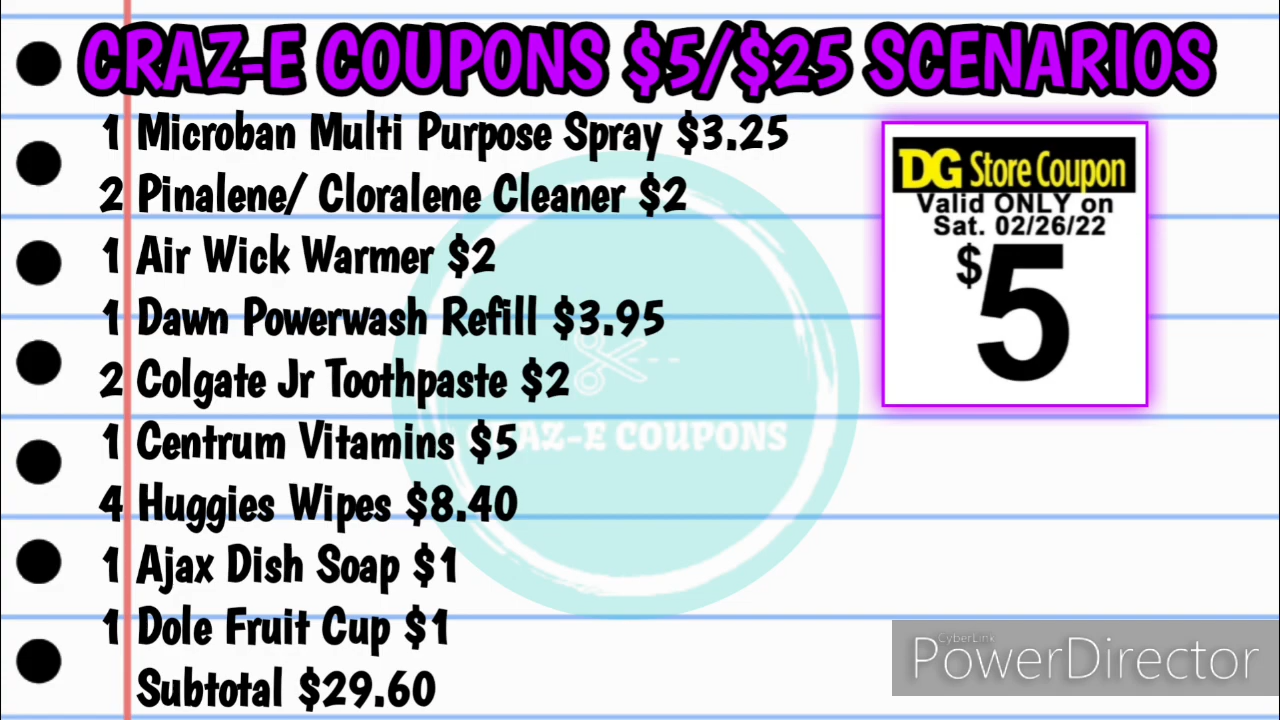 CRAZ-E COUPONS $5/$25 SCENARIOS
1 Microban Multi Purpose Spray $3.25
2 Pinalene/ Cloralene Cleaner $2
1 Air Wick Warmer $2
1 Dawn Powerwash Refill $3.95
2 Colgate Jr Toothpaste $2
1 Centrum Vitamins $5
4 Huggies Wipes $8.40
1 Ajax Dish Soap $1
1 Dole Fruit Cup $1
Subtotal $29.60
DG Store Coupon
Valid ONLY on
Sat. 02/26/22
$5
AZ-E COUPONS
CyberLink
PowerDirector